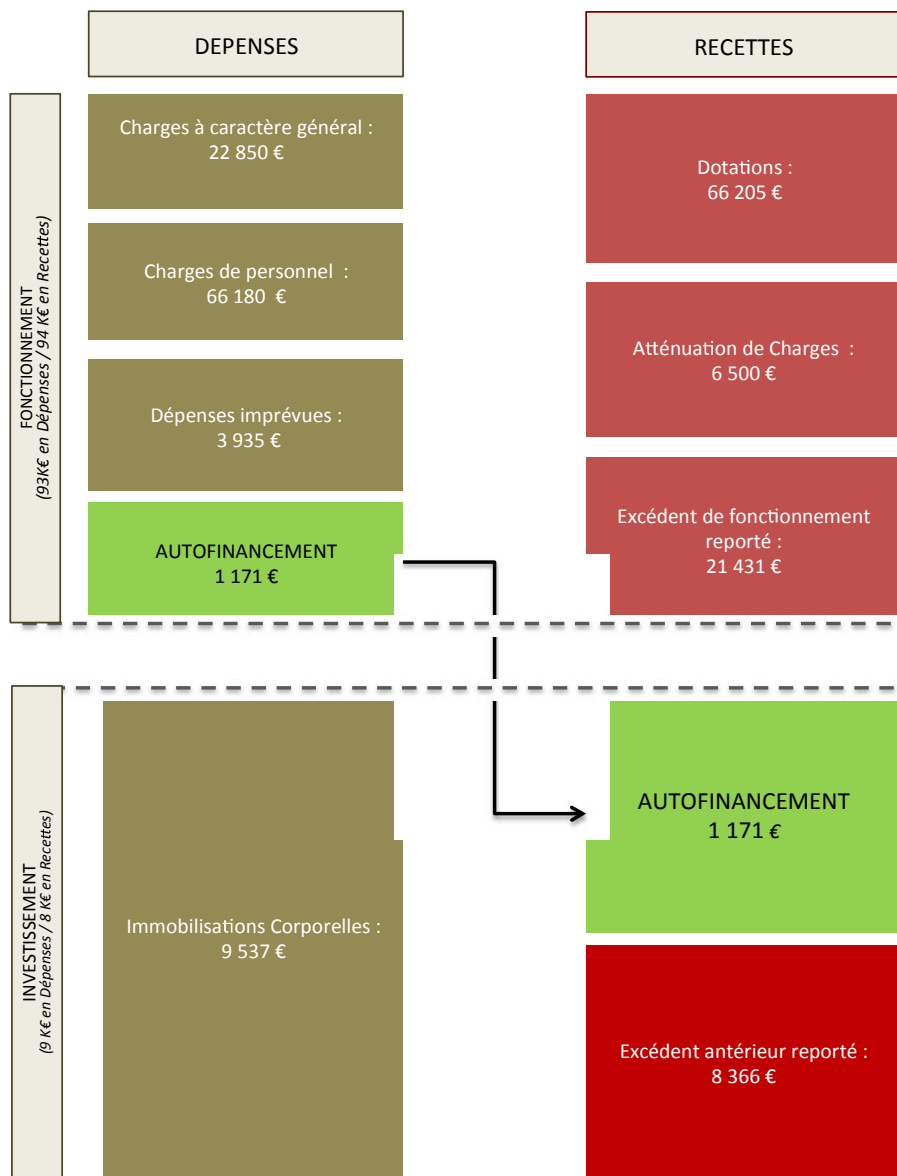 DEPENSES
RECETTES
FONCTIONNEMENT
(93K€ en Dépenses / 94 K€ en Recettes)
Charges à caractère général :
22 850 €
Charges de personnel :
66 180 €
Dépenses imprévues :
3 935 €
AUTOFINANCEMENT
1 171 €
Dotations :
66 205 €
Atténuation de Charges :
6 500 €
Excédent de fonctionnement
reporté :
21 431 €
INVESTISSEMENT
(9 K€ en Dépenses / 8 K€ en Recettes)
Immobilisations Corporelles :
9 537 €
AUTOFINANCEMENT
1 171 €
Excédent antérieur reporté :
8 366 €